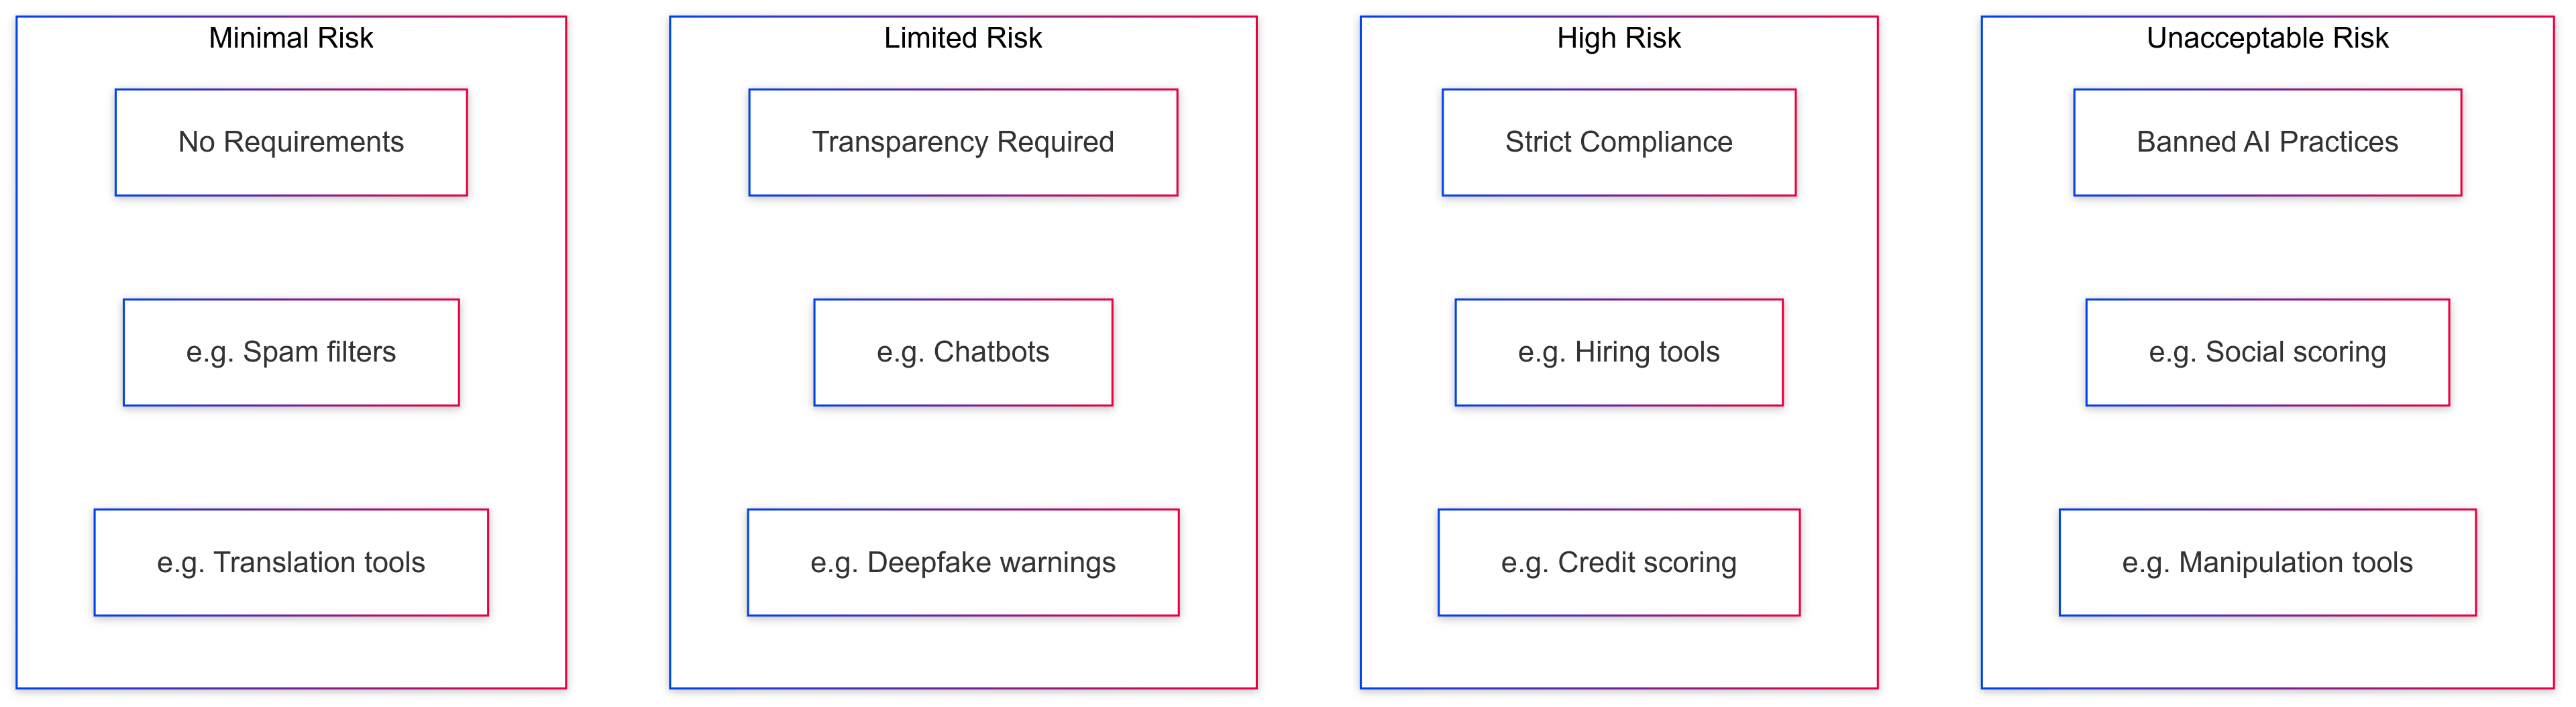 Minimal Risk
No Requirements
e.g. Spam filters
e.g. Translation tools
Limited Risk
Transparency Required
e.g. Chatbots
e.g. Deepfake warnings
High Risk
Strict Compliance
e.g. Hiring tools
e.g. Credit scoring
Unacceptable Risk
Banned AI Practices
e.g. Social scoring
e.g. Manipulation tools